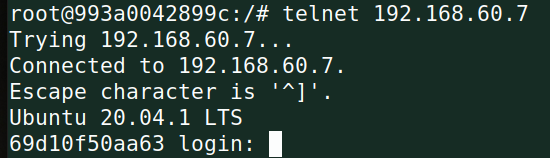 root@993a0042899c:/# telnet 192.168.60.7
Trying 192.168.60.7...
Connected to 192.168.60.7.
Escape character is '^]'.
Ubuntu 20.04.1 LTS
69d10f50aa63 login: